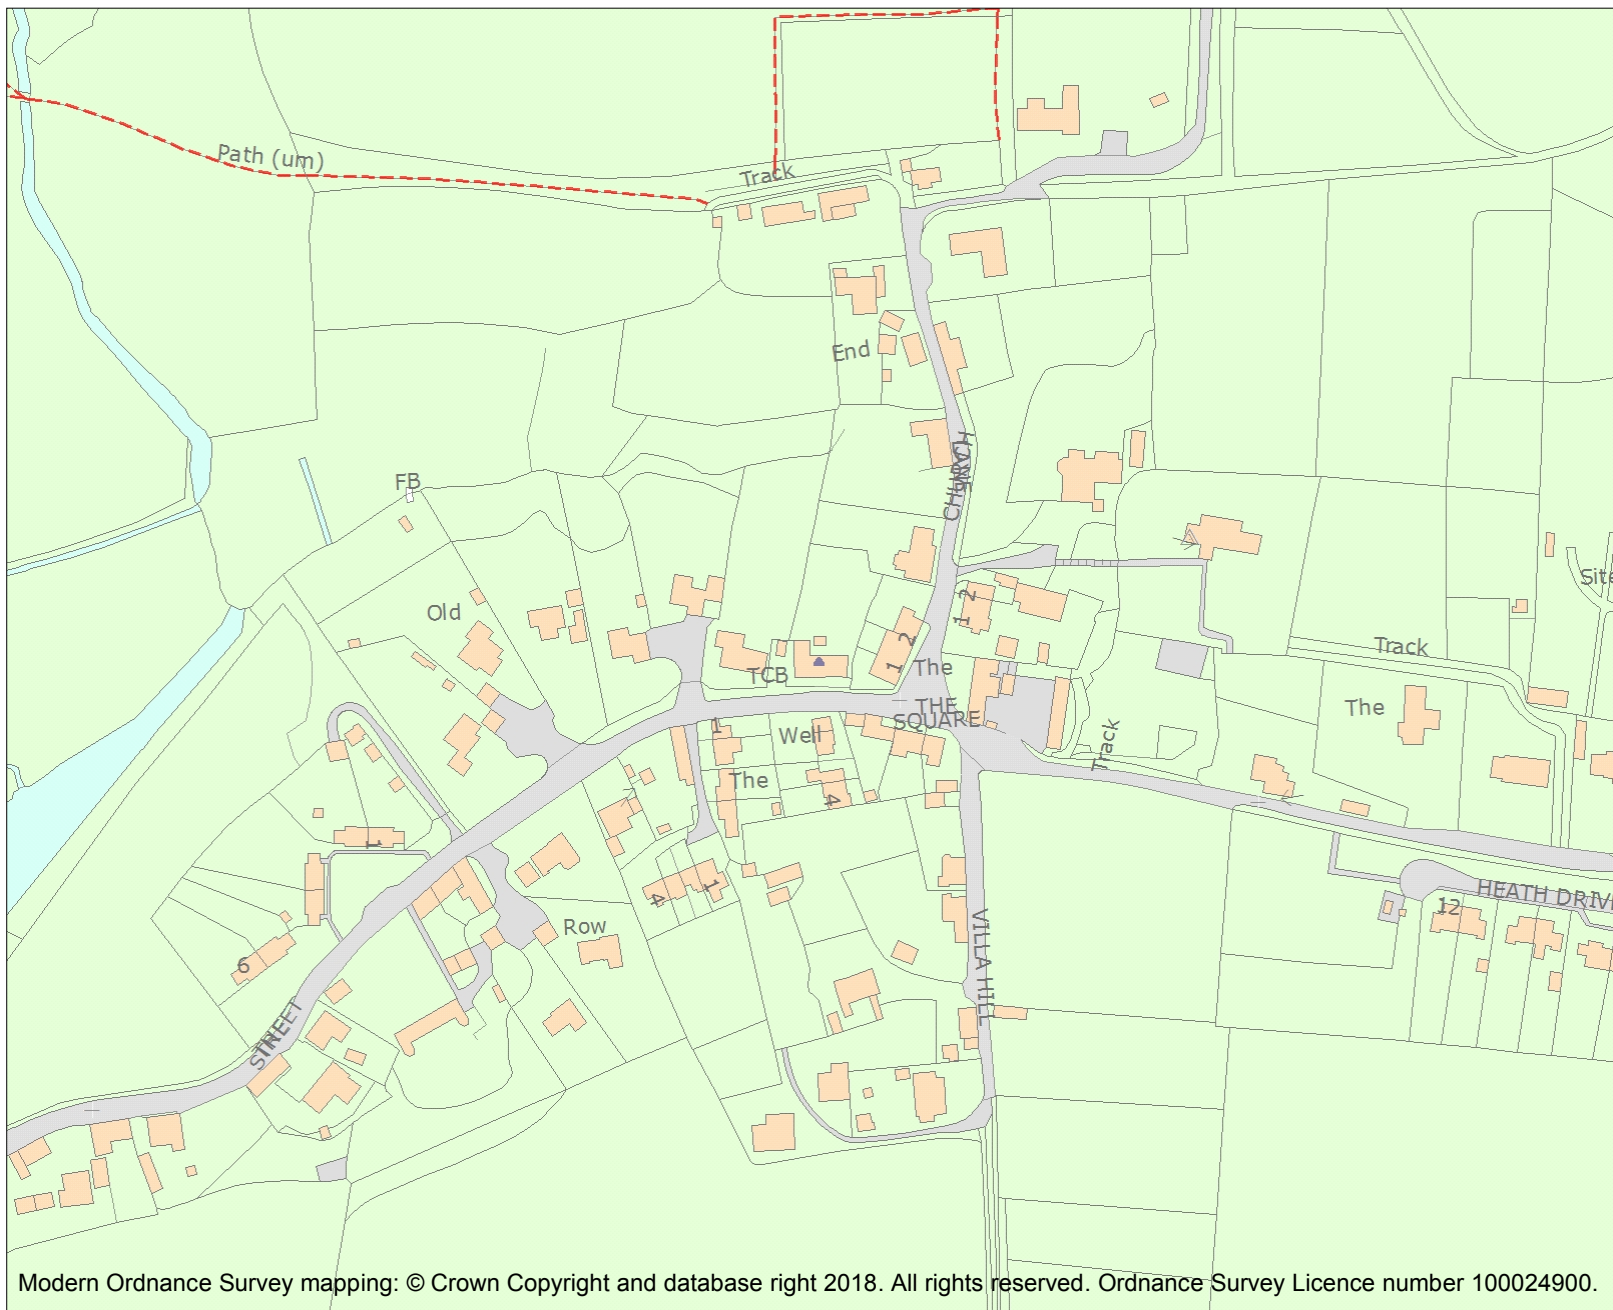 Path (um)
Track
End
CHURCH
LANE
FB
Old
Site
2
1
2
1
The
Track
TCB
THE
SQUARE
The
1
Well
Track
The
4
1
1
4
HEATH DRIVE
12
Row
6
VILLA HILL
THE
STREET
Modern Ordnance Survey mapping: © Crown Copyright and database right 2018. All rights reserved. Ordnance Survey Licence number 100024900.